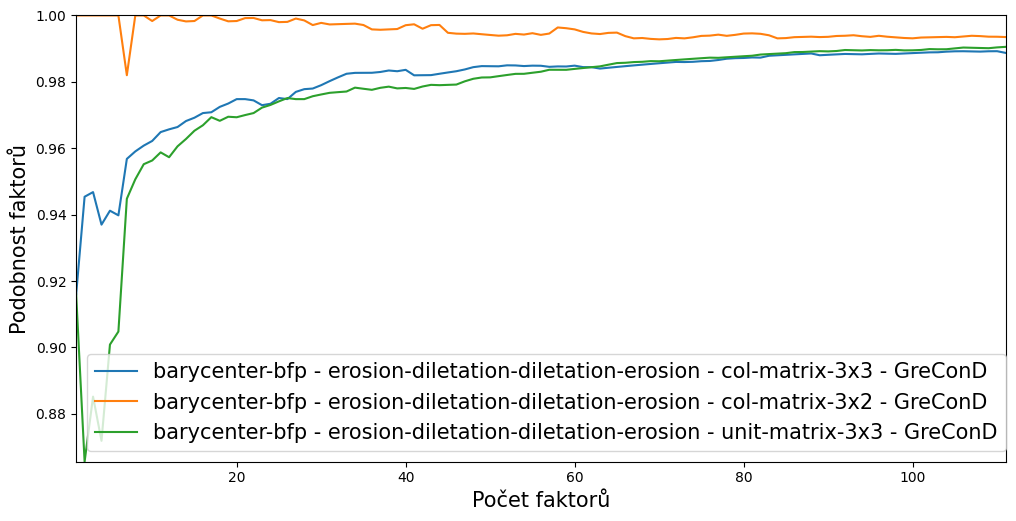 1.00
0.98
0.96
0.94
0.92
0.90
0.88
Podobnost faktorů
barycenter-bfp - erosion-diletation-diletation-erosion - col-matrix-3x3 - GreConD
barycenter-bfp - erosion-diletation-diletation-erosion - col-matrix-3x2 - GreConD
barycenter-bfp - erosion-diletation-diletation-erosion - unit-matrix-3x3 - GreConD
20 40 60 80 100
Počet faktorů